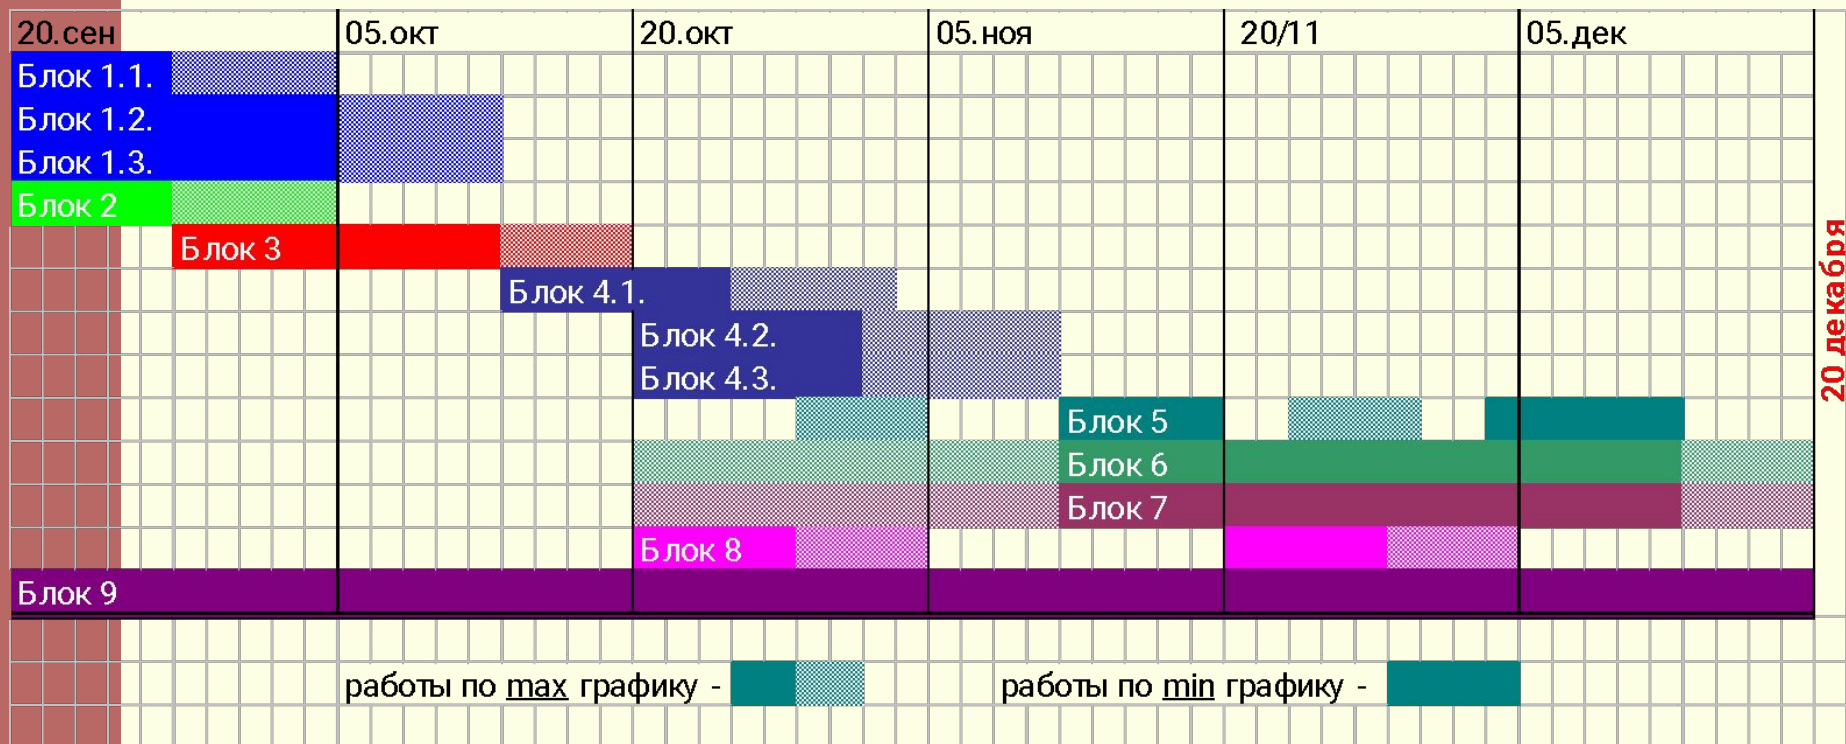 20.сен 05.окт 20.окт 05.ноя 20/11 05.дек
Блок 1.1.
Блок 1.2.
Блок 1.3.
Блок 2
Блок 3
Блок 4.1.
Блок 4.2.
Блок 4.3.
Блок 5
Блок 6
Блок 7
Блок 8
Блок 9
20 декабря
работы по max графику - работы по min графику -